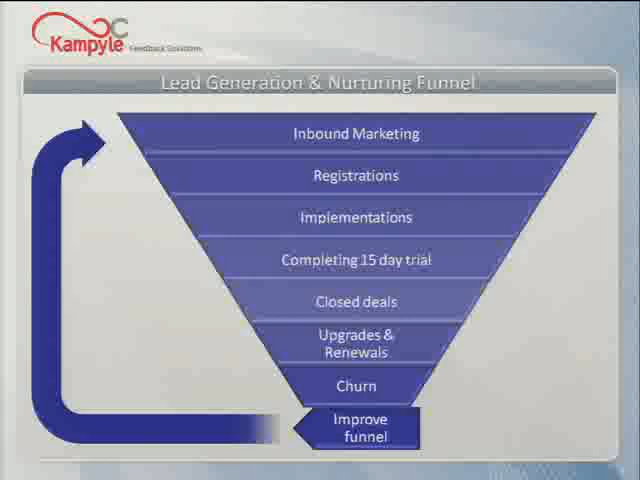 Kampyle Feedback Solutions
Lead Generation & Nurturing Funnel
Inbound Marketing
Registrations
Implementations
Completing 15 day trial
Closed deals
Upgrades &
Renewals
Churn
Improve
funnel